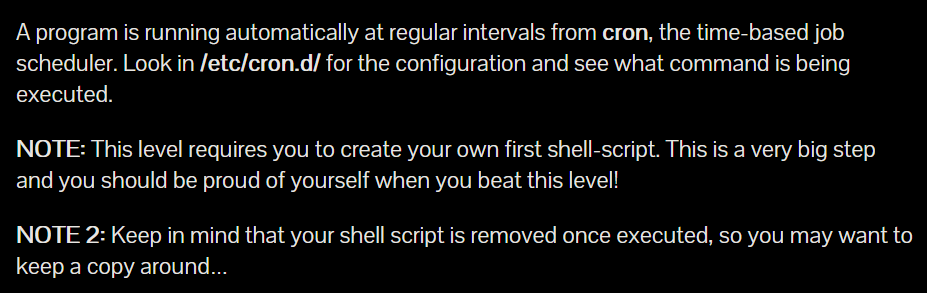 A program is running automatically at regular intervals from cron, the time-based job
scheduler. Look in /etc/cron.d/ for the configuration and see what command is being
executed.
NOTE: This level requires you to create your own first shell-script. This is a very big step
and you should be proud of yourself when you beat this level!
NOTE 2: Keep in mind that your shell script is removed once executed, so you may want to
keep a copy around…